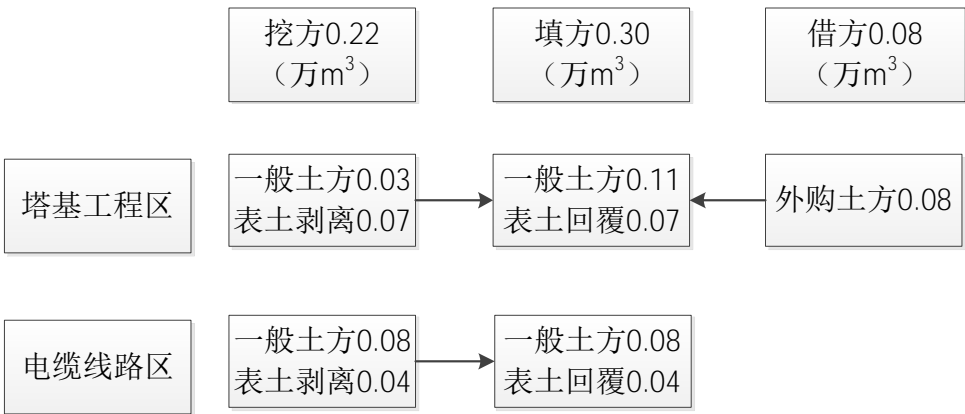 挖方0.22
（万m³）
填方0.30
（万m³）
借方0.08
（万m³）
塔基工程区
一般土方0.03
表土剥离0.07
一般土方0.11
表土回覆0.07
外购土方0.08
电缆线路区
一般土方0.08
表土剥离0.04
一般土方0.08
表土回覆0.04